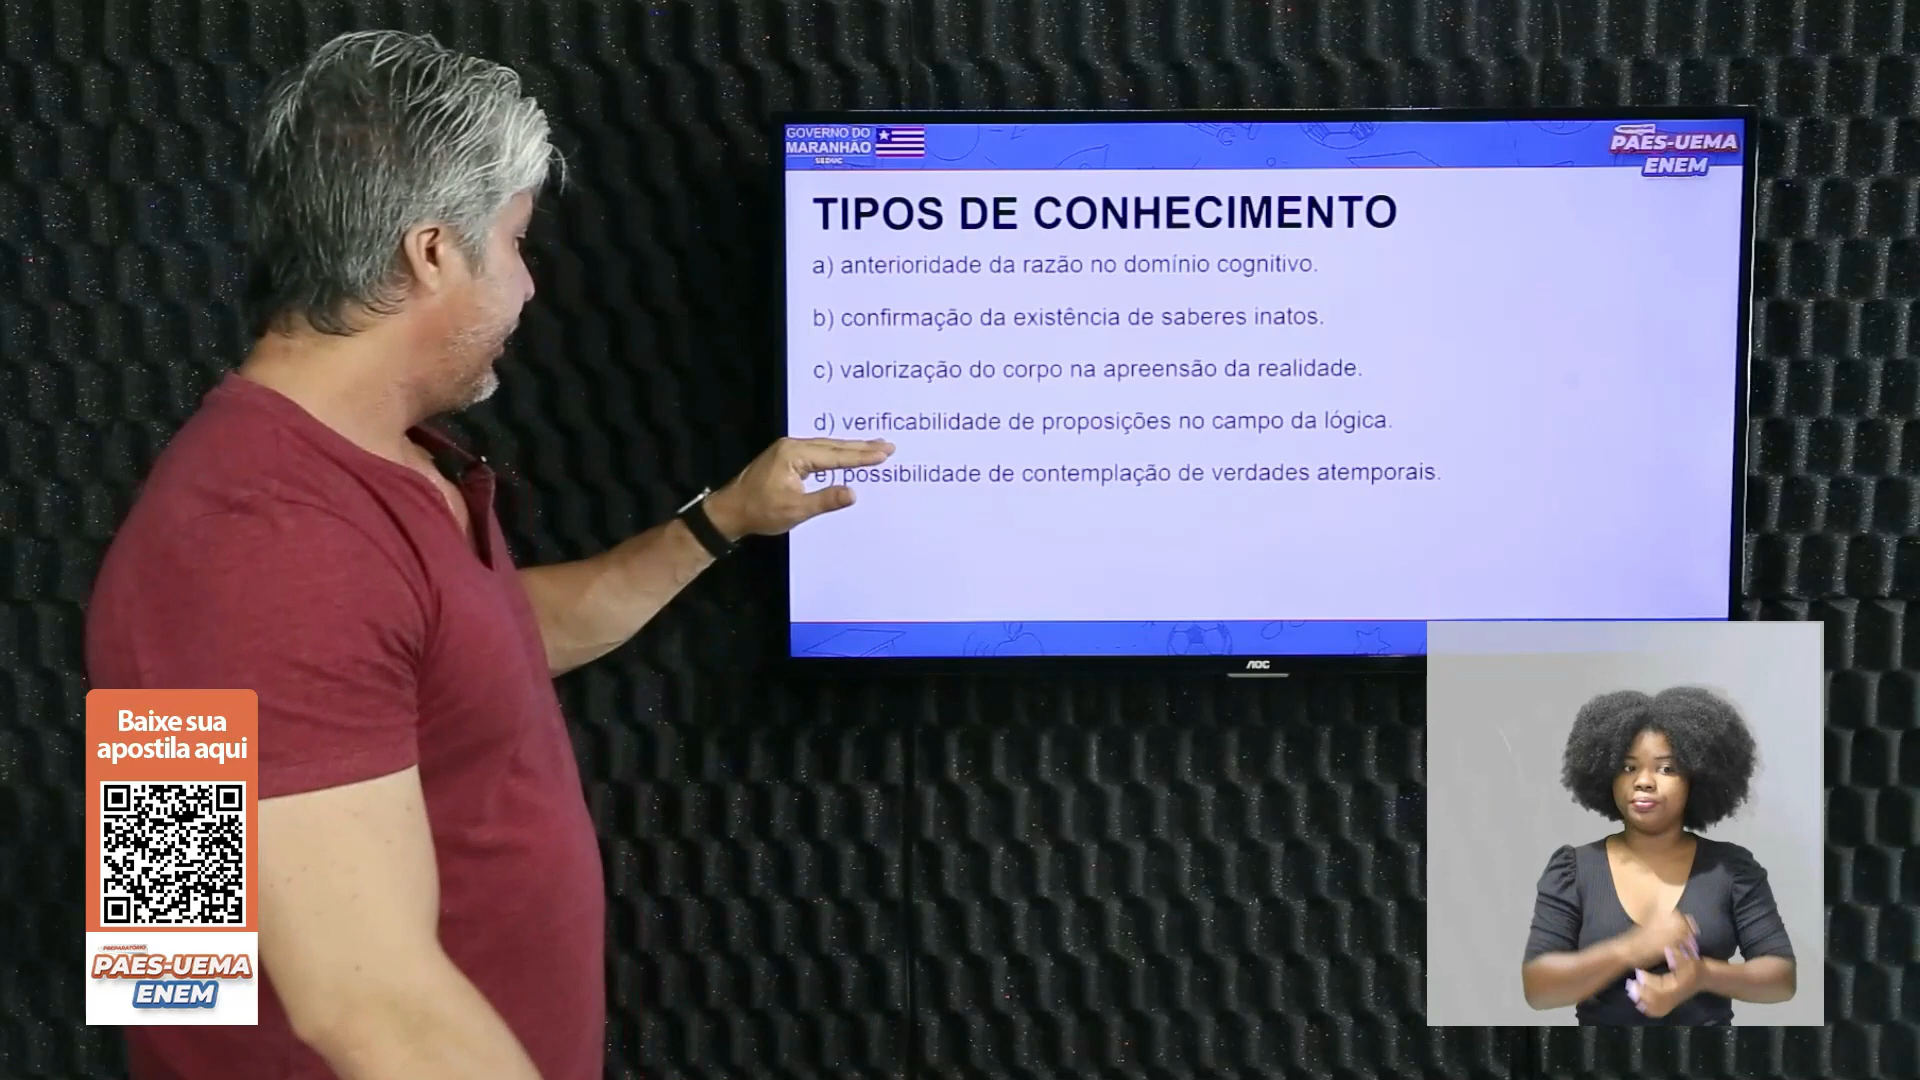 GOVERNO DO
MARANHÃO
SEDUC
PAES-UEMA
ENEM
TIPOS DE CONHECIMENTO
a) anterioridade da razão no domínio cognitivo.
b) confirmação da existência de saberes inatos.
c) valorização do corpo na apreensão da realidade.
d) verificabilidade de proposições no campo da lógica.
e) possibilidade de contemplação de verdades atemporais.
AOC
Baixe sua
apostila aqui
PREPARATÓRIO
PAES-UEMA
ENEM